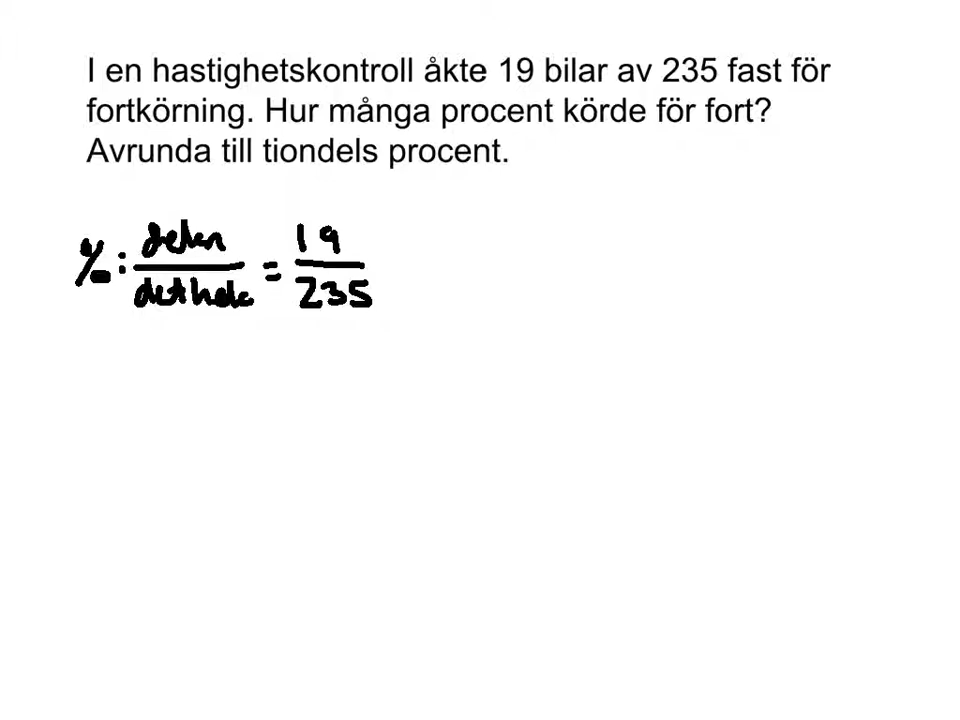 I en hastighetskontroll åkte 19 bilar av 235 fast för
fortkörning. Hur många procent körde för fort?
Avrunda till tiondels procent.
%: delen / det hela = 19 / 235